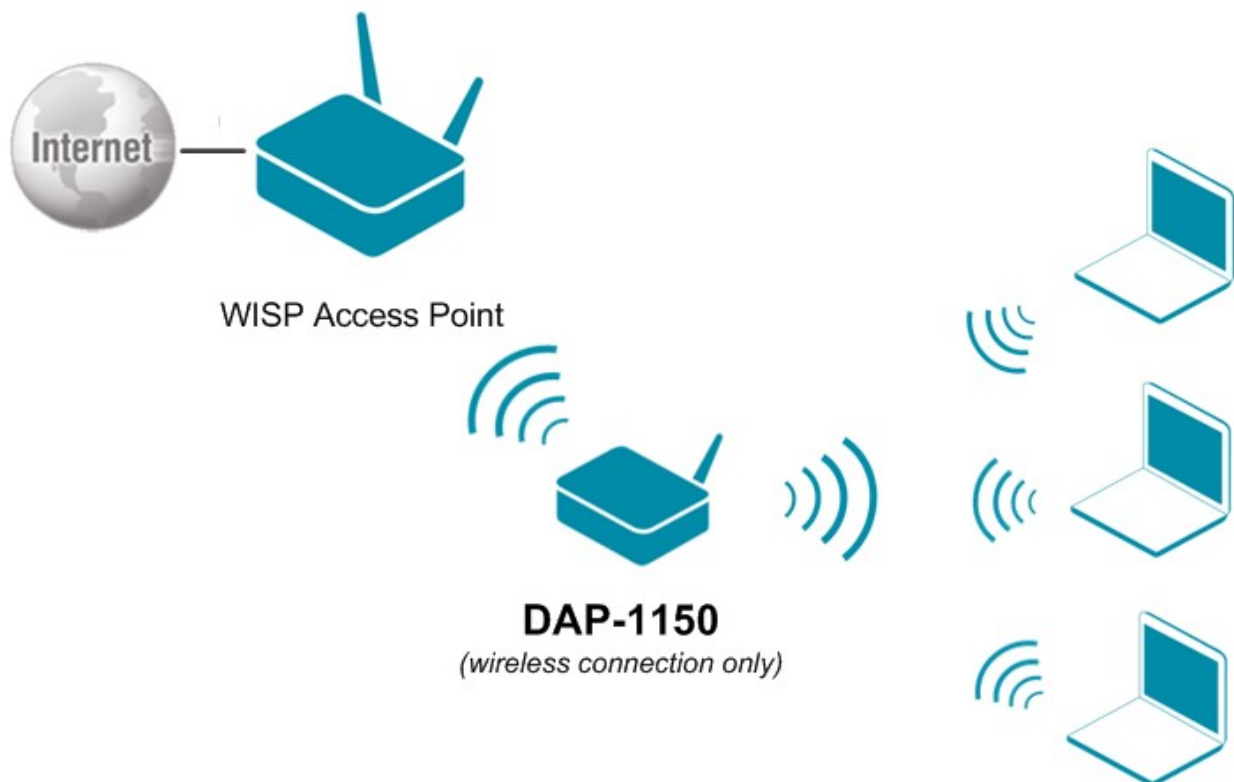 Internet
WISP Access Point
DAP-1150
(wireless connection only)